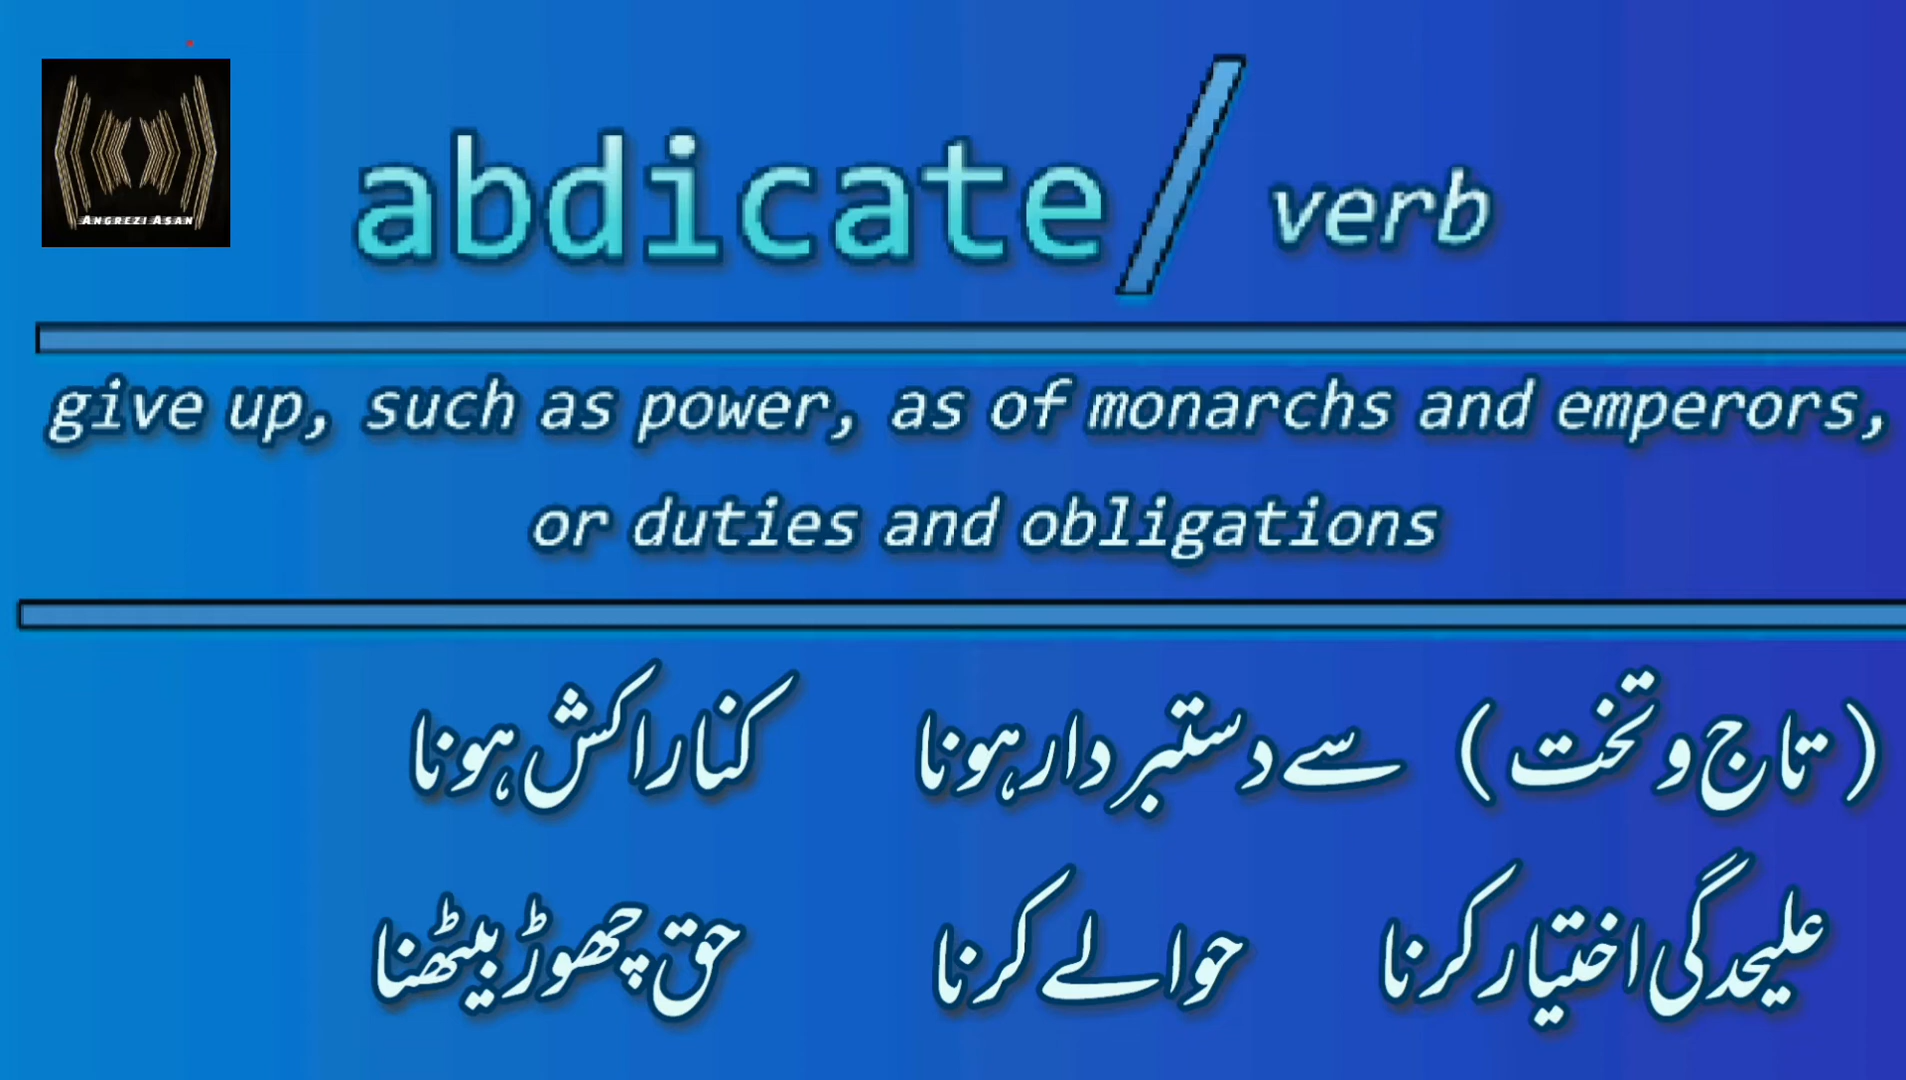 ANGREZI ASAN
abdicate/ verb
give up, such as power, as of monarchs and emperors,
or duties and obligations
(تاج و تخت) سے دستبردار ہونا کنارا کش ہونا
علیحدگی اختیار کرنا حوالے کرنا حق چھوڑ بیٹھنا